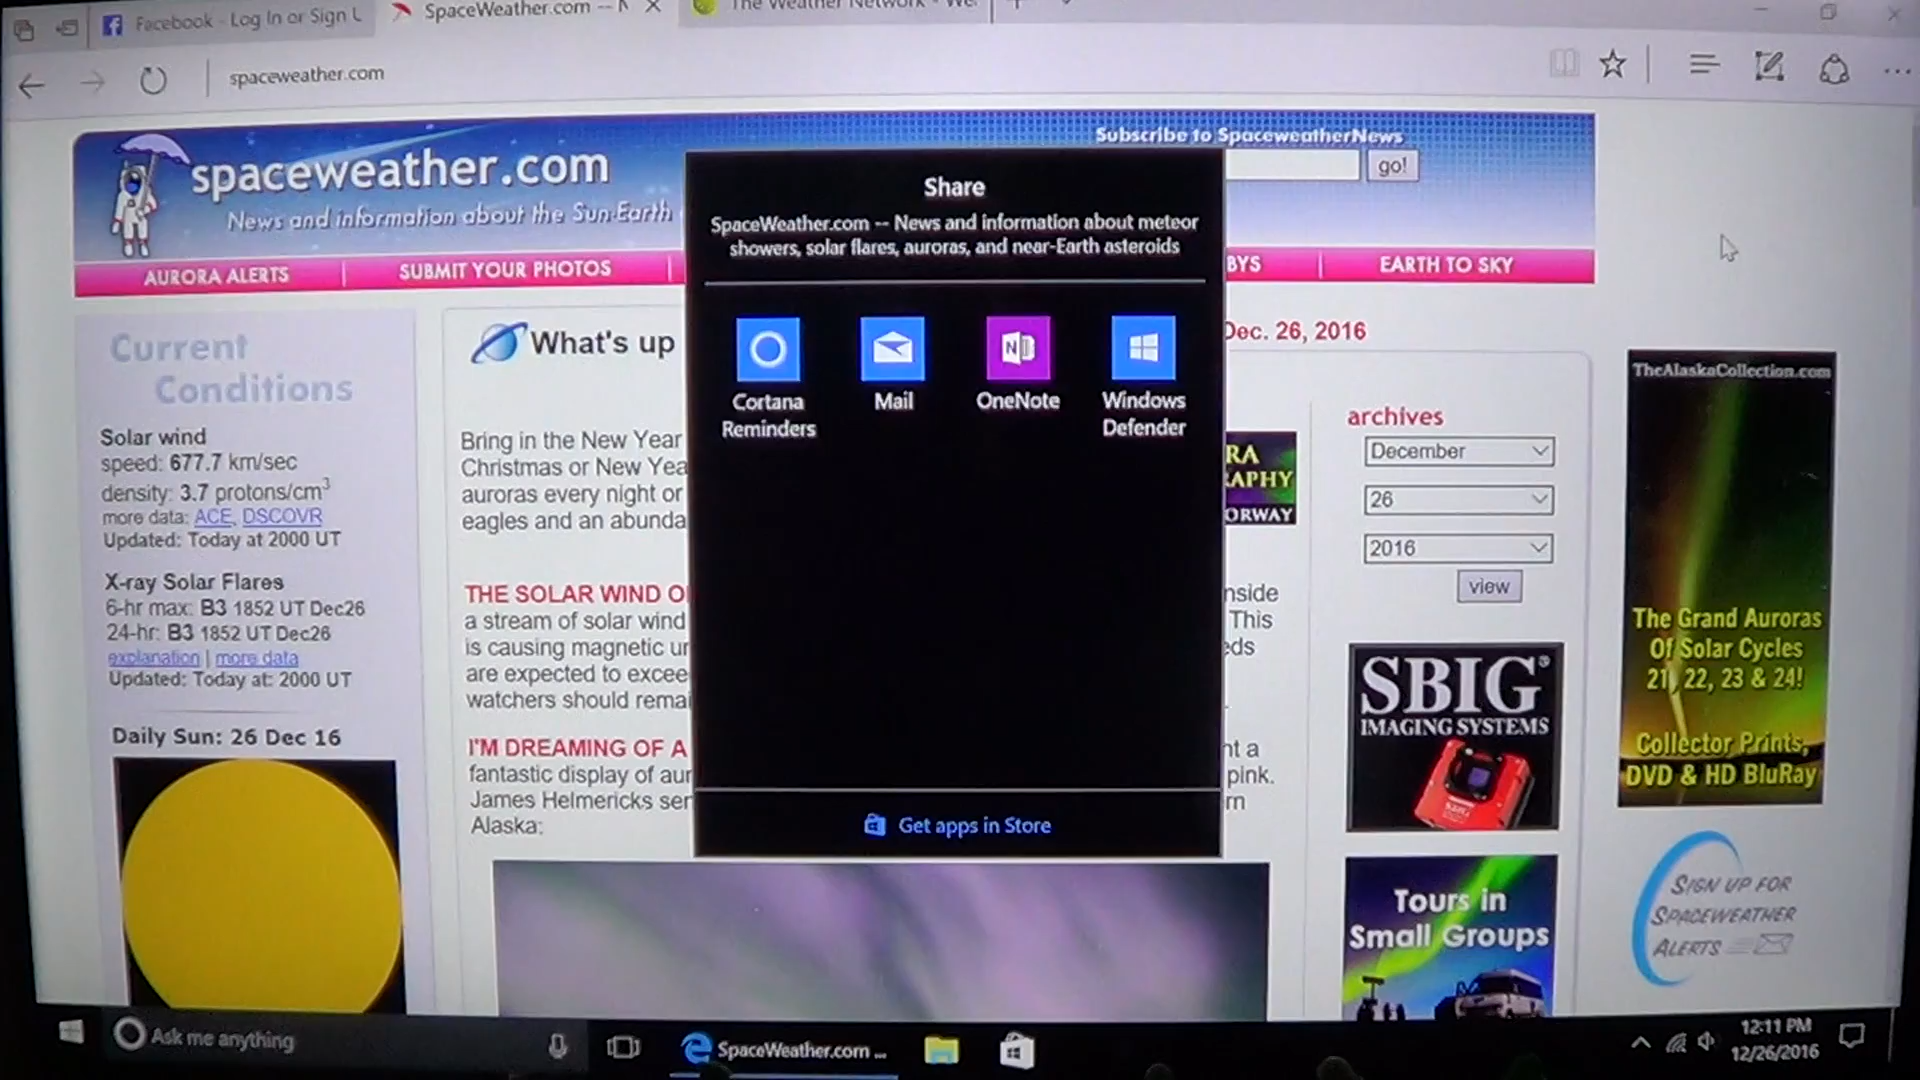 Facebook - Log In or Sign U
SpaceWeather.com -- N
The Weather Network - We
spaceweather.com
spaceweather.com
News and information about the Sun-Earth
Subscribe to SpaceweatherNews
go!
AURORA ALERTS
SUBMIT YOUR PHOTOS
BYS
EARTH TO SKY
Share
SpaceWeather.com -- News and information about meteor
showers, solar flares, auroras, and near-Earth asteroids
Cortana
Reminders
Mail
OneNote
Windows
Defender
Get apps in Store
Current
Conditions
Solar wind
speed: 677.7 km/sec
density: 3.7 protons/cm3
more data: ACE, DSCOVR
Updated: Today at 2000 UT
X-ray Solar Flares
6-hr max: B3 1852 UT Dec26
24-hr: B3 1852 UT Dec26
explanation | more data
Updated: Today at: 2000 UT
Daily Sun: 26 Dec 16
What's up
Dec. 26, 2016
Bring in the New Year
Christmas or New Yea
auroras every night or
eagles and an abunda
RA
APHY
ORWAY
THE SOLAR WIND O
nside
a stream of solar wind
This
is causing magnetic un
eds
are expected to excee
watchers should remai
I'M DREAMING OF A
nt a
fantastic display of aur
pink.
James Helmericks sen
rn
Alaska:
archives
December
26
2016
view
SBIG
IMAGING SYSTEMS
SBIG
Tours in
Small Groups
TheAlaskaCollection.com
The Grand Auroras
Of Solar Cycles
21, 22, 23 & 24!
Collector Prints,
DVD & HD BluRay
SIGN UP FOR
SPACEWEATHER
ALERTS
Ask me anything
SpaceWeather.com ...
12:11 PM
12/26/2016